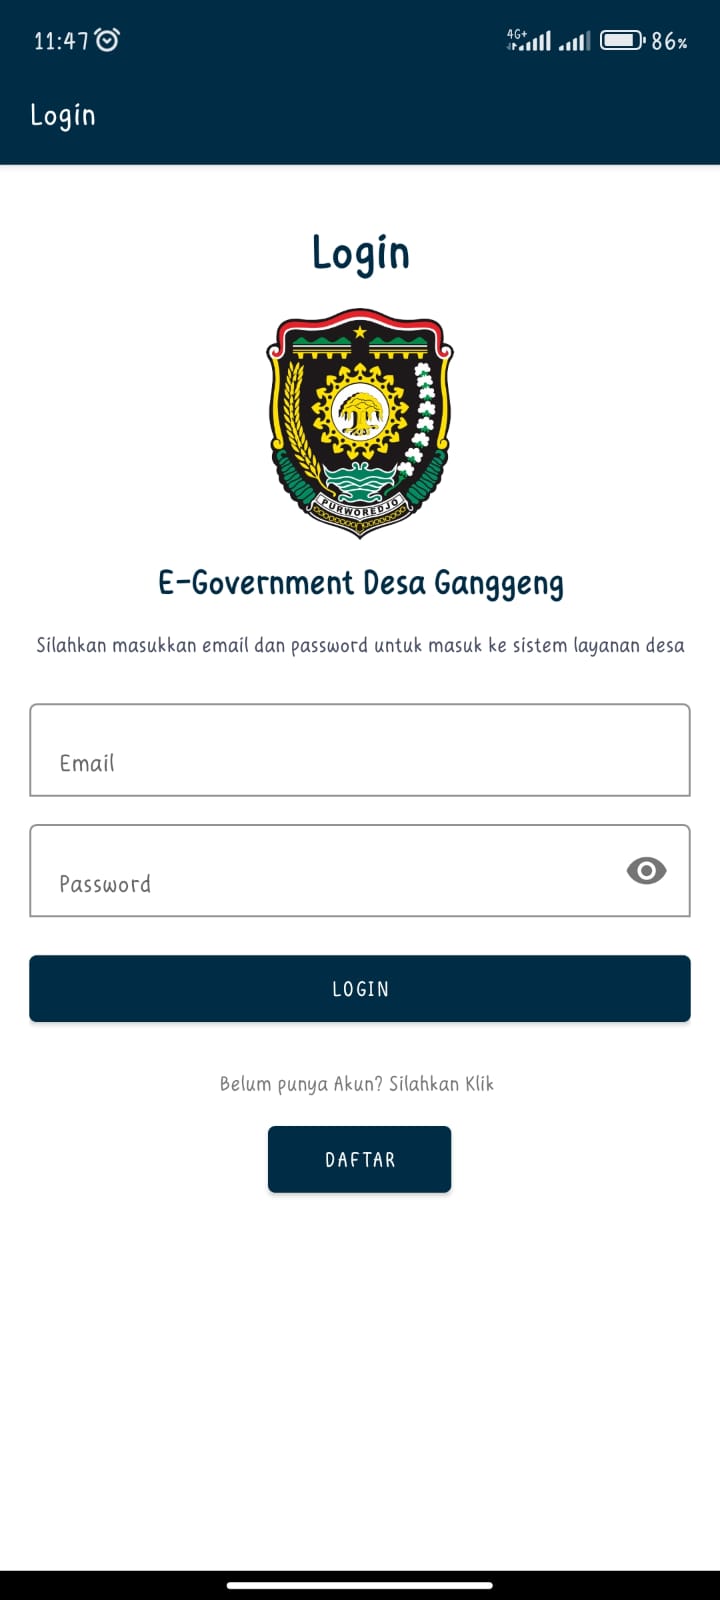 11:47
4G+
86%
Login
Login
PURWOREDJO
E-Government Desa Ganggeng
Silahkan masukkan email dan password untuk masuk ke sistem layanan desa
Email
Password
LOGIN
Belum punya Akun? Silahkan Klik
DAFTAR